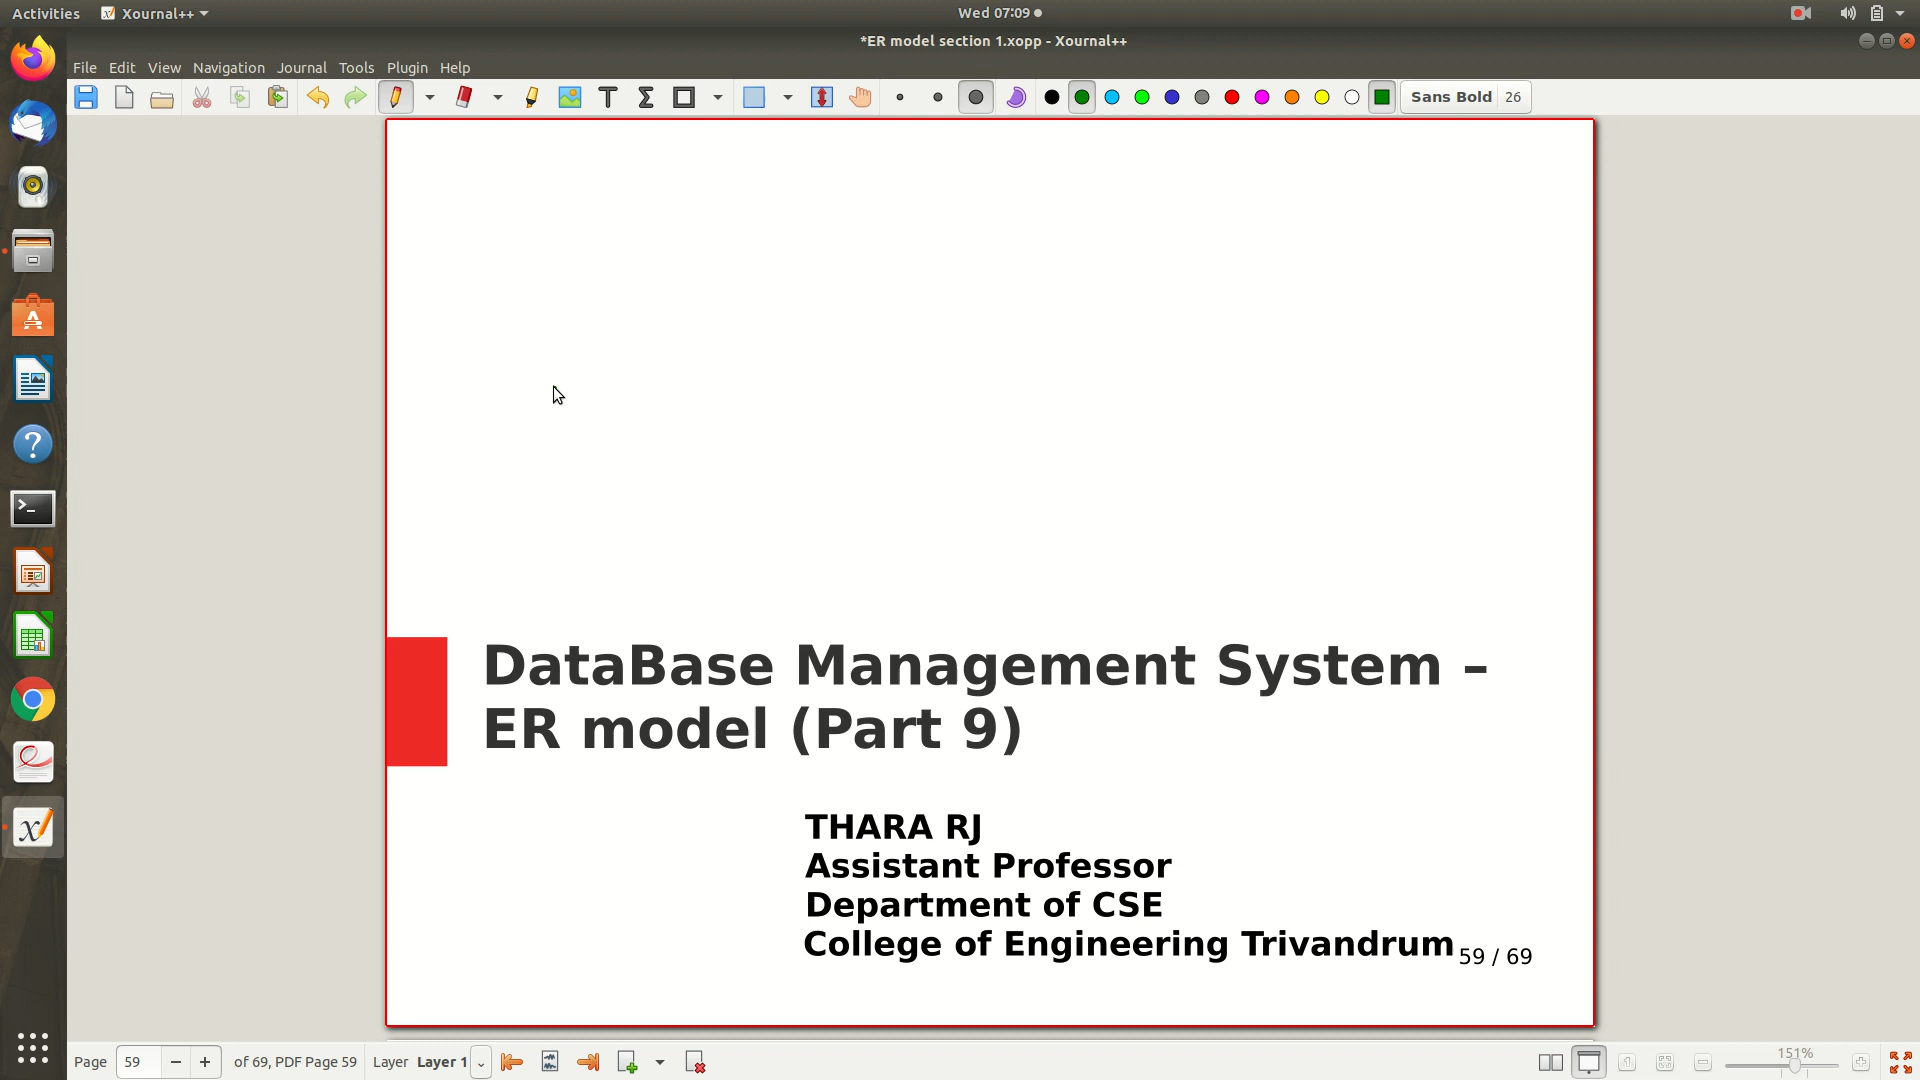 Activities
Xournal++
Wed 07:09
*ER model section 1.xopp - Xournal++
File Edit View Navigation Journal Tools Plugin Help
Sans Bold 26
DataBase Management System –
ER model (Part 9)
THARA RJ
Assistant Professor
Department of CSE
College of Engineering Trivandrum
59 / 69
Page 59 of 69, PDF Page 59 Layer Layer 1
151%